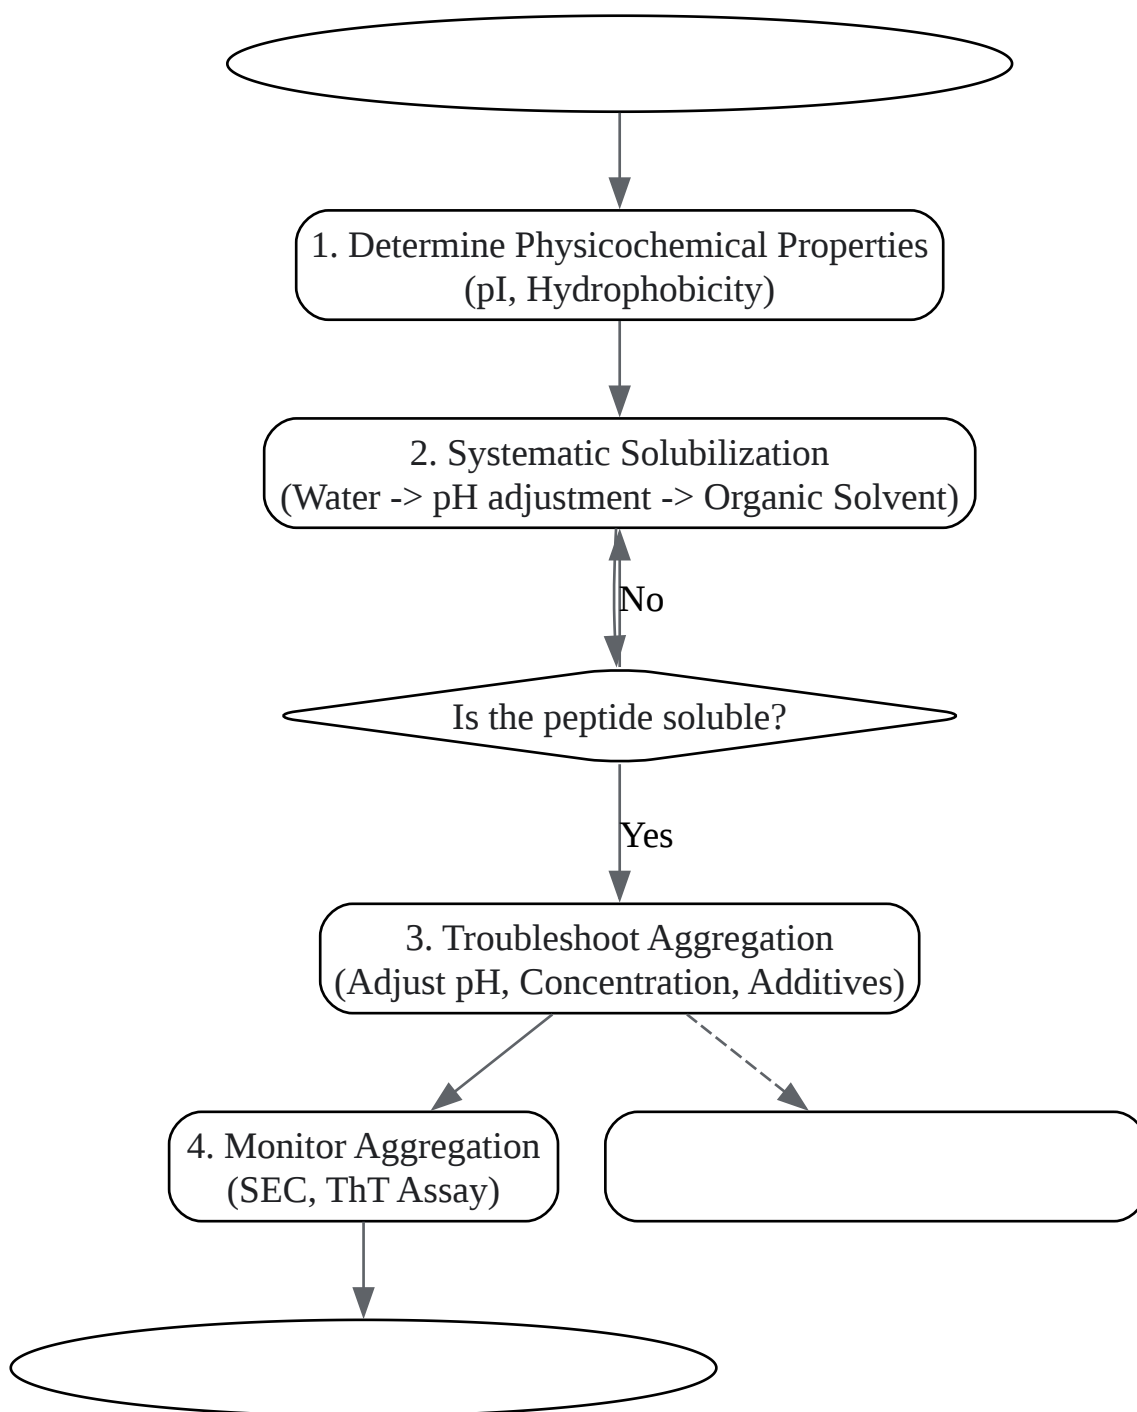 1. Determine Physicochemical Properties
(pI, Hydrophobicity)
2. Systematic Solubilization
(Water -> pH adjustment -> Organic Solvent)
No
Is the peptide soluble?
Yes
3. Troubleshoot Aggregation
(Adjust pH, Concentration, Additives)
4. Monitor Aggregation
(SEC, ThT Assay)